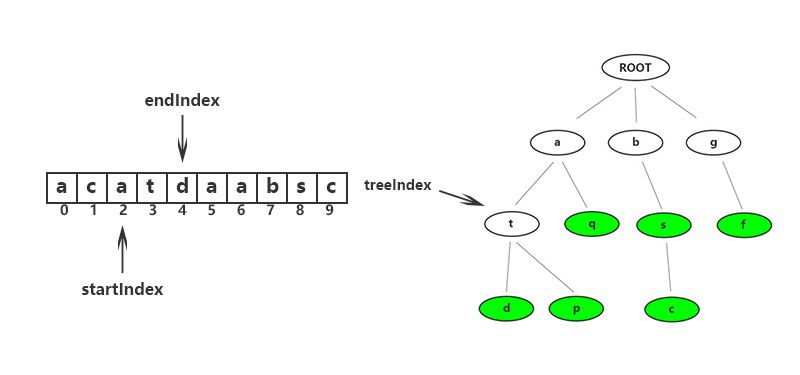 endIndex
a c a t d a a b s c
0 1 2 3 4 5 6 7 8 9
startIndex
treeIndex
ROOT
a b g
t q s f
d p c